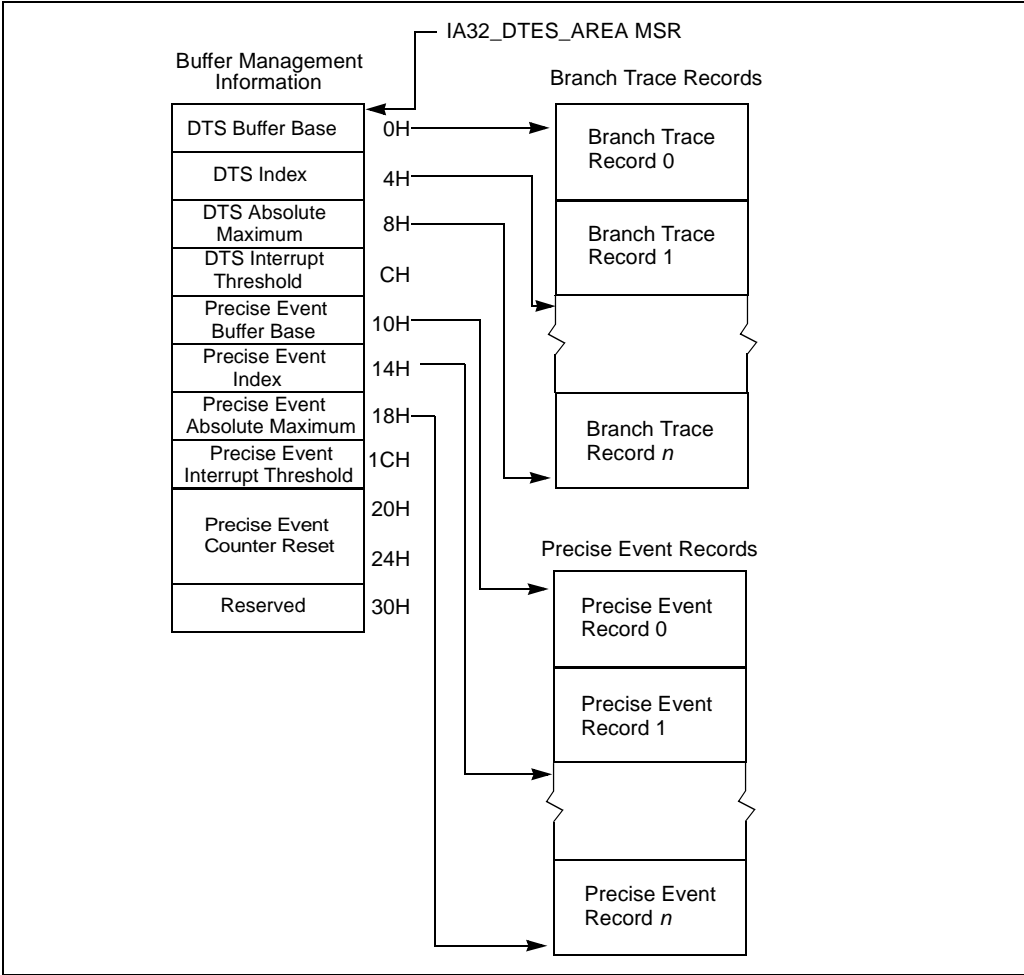 IA32_DTES_AREA MSR
Buffer Management
Information
DTS Buffer Base
0H
DTS Index
4H
DTS Absolute
Maximum
8H
DTS Interrupt
Threshold
CH
Precise Event
Buffer Base
10H
Precise Event
Index
14H
Precise Event
Absolute Maximum
18H
Precise Event
Interrupt Threshold
1CH
Precise Event
Counter Reset
20H
24H
Reserved
30H
Branch Trace Records
Branch Trace
Record 0
Branch Trace
Record 1
Branch Trace
Record n
Precise Event Records
Precise Event
Record 0
Precise Event
Record 1
Precise Event
Record n